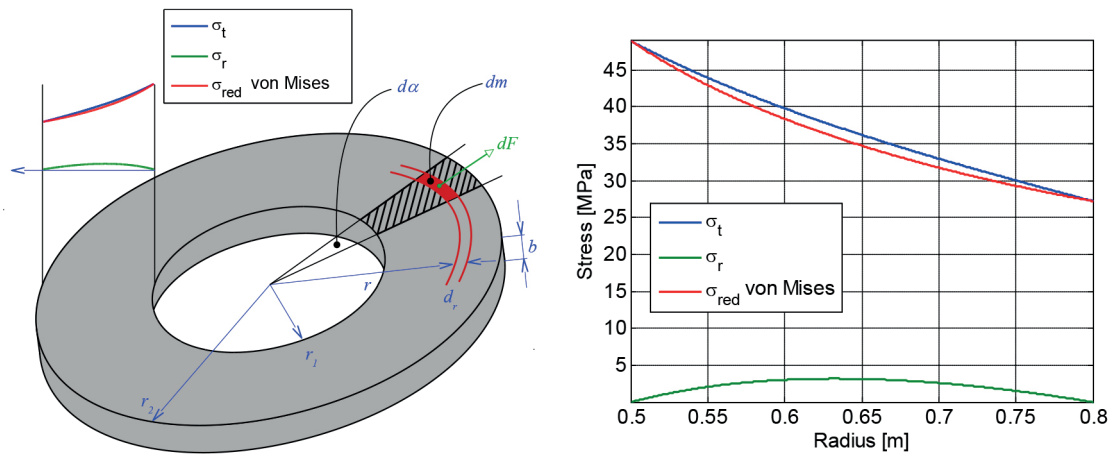 σt
σr
σred von Mises
dα
dm
dF
b
r
dr
r1
r2
Stress [MPa]
45
40
35
30
25
20
15
10
5
σt
σr
σred von Mises
0.5
0.55
0.6
0.65
0.7
0.75
0.8
Radius [m]